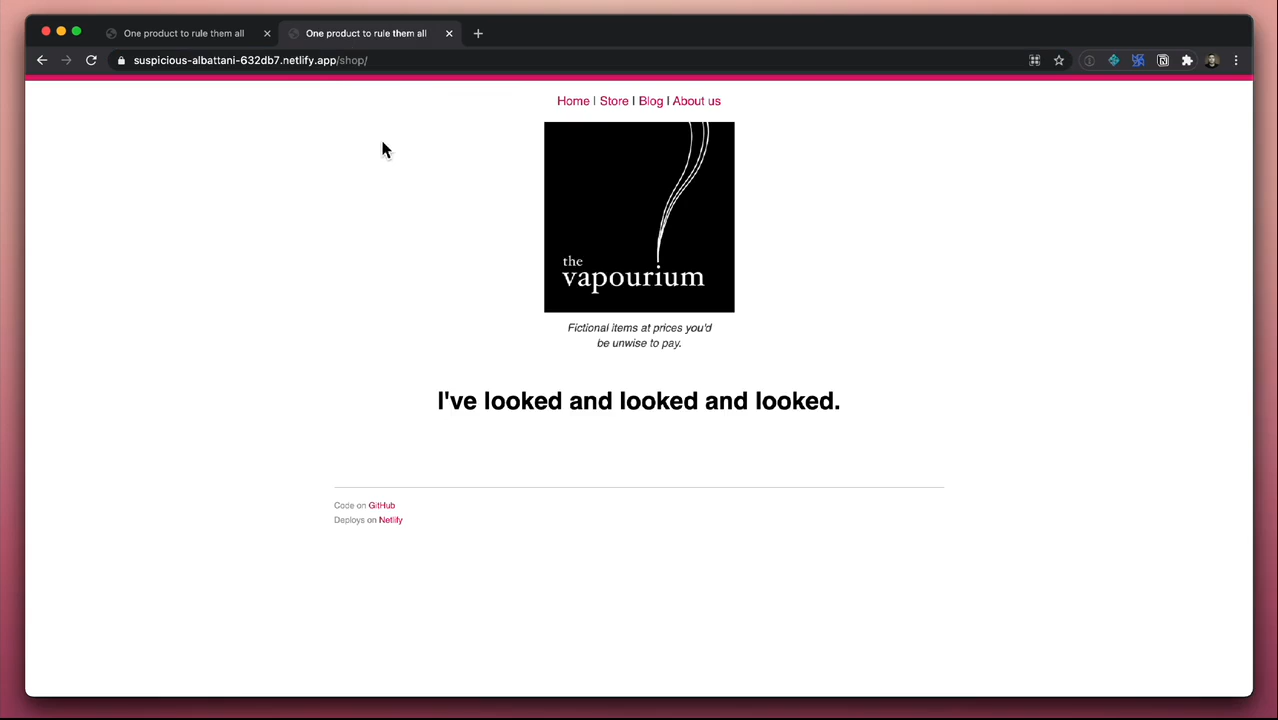 One product to rule them all
One product to rule them all
suspicious-albattani-632db7.netlify.app/shop/
Home | Store | Blog | About us
the
vapourium
Fictional items at prices you'd
be unwise to pay.
I've looked and looked and looked.
Code on GitHub
Deploys on Netlify